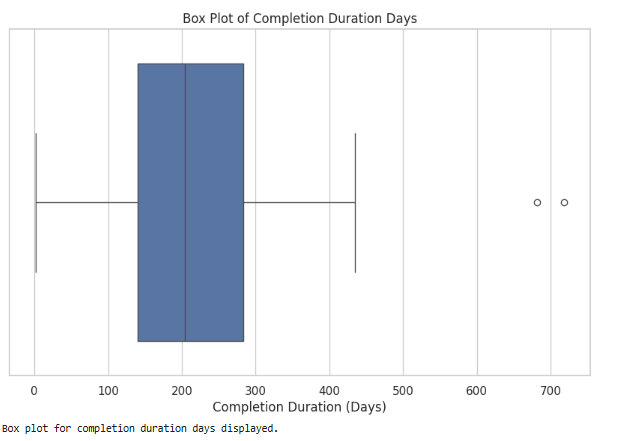 Box Plot of Completion Duration Days
0 100 200 300 400 500 600 700
Completion Duration (Days)
Box plot for completion duration days displayed.